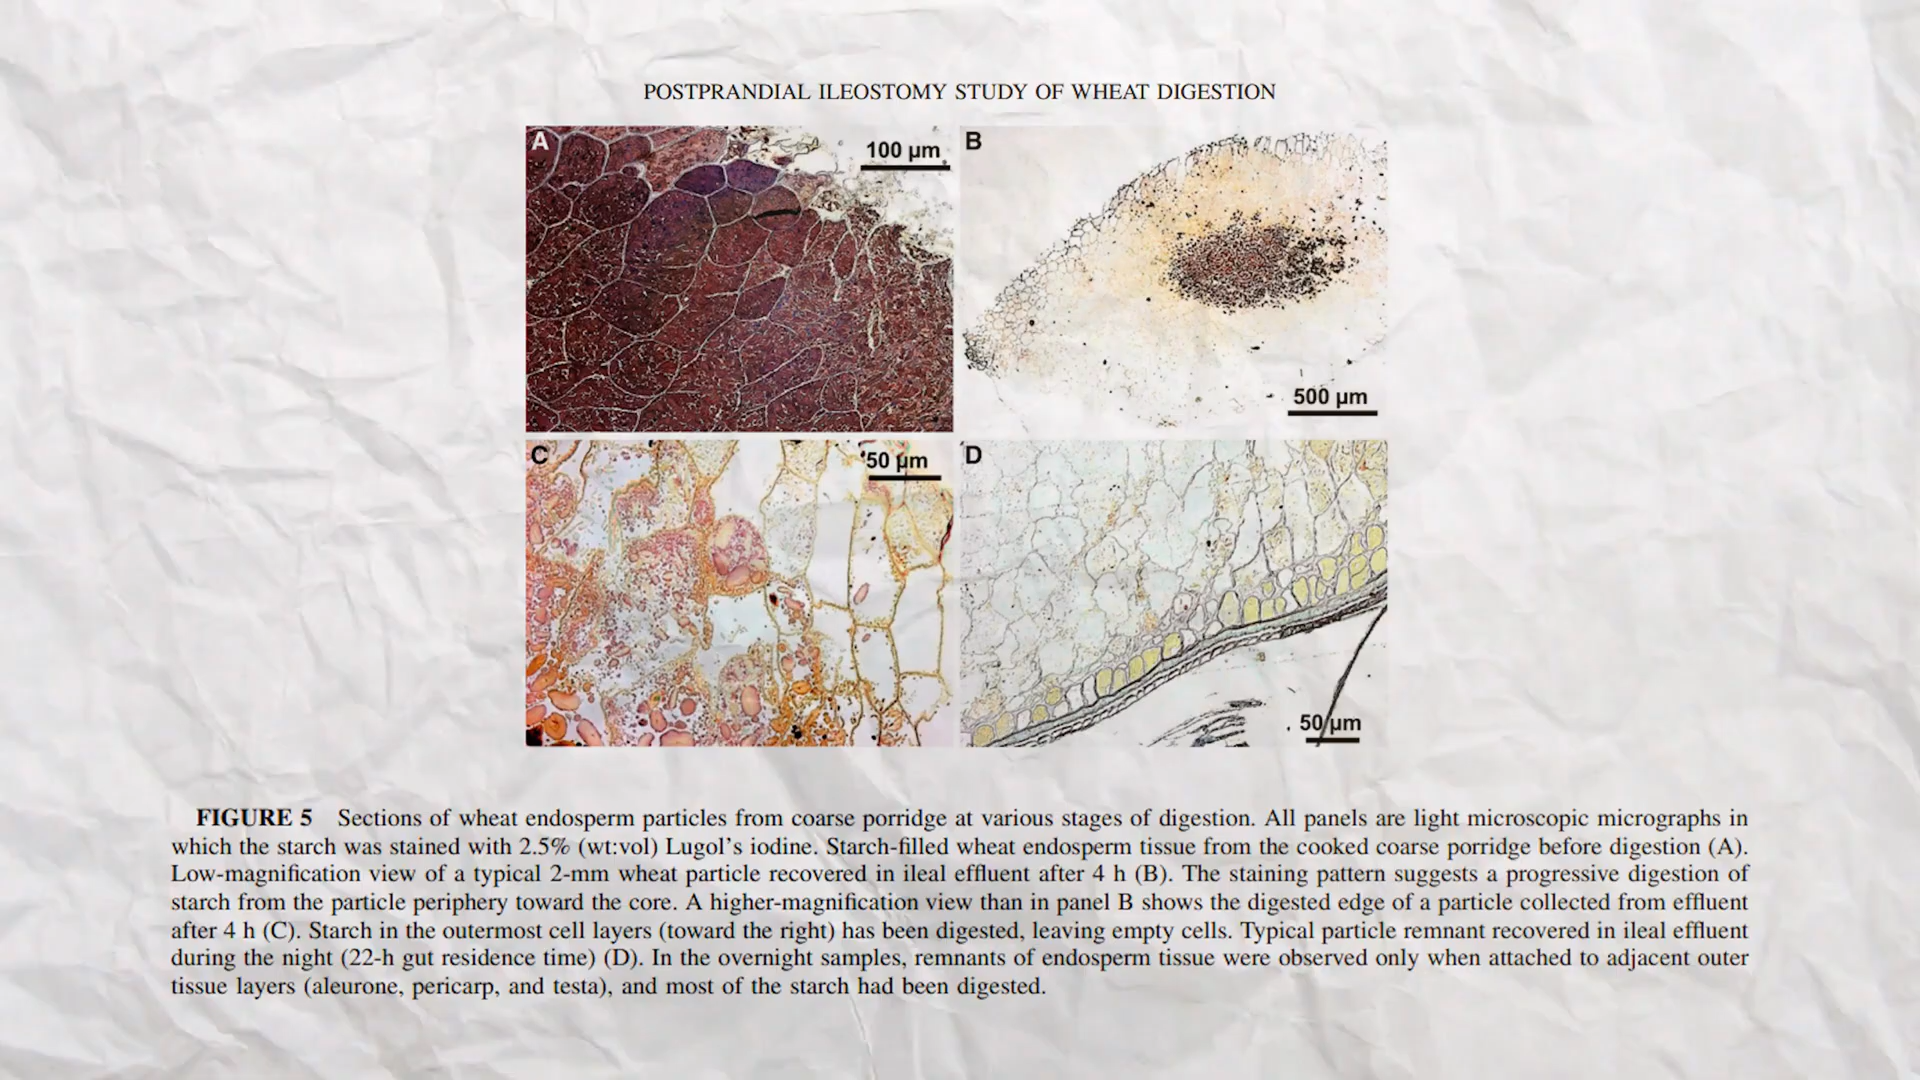 POSTPRANDIAL ILEOSTOMY STUDY OF WHEAT DIGESTION
A
100 µm
B
500 µm
C
50 µm
D
50 µm
FIGURE 5 Sections of wheat endosperm particles from coarse porridge at various stages of digestion. All panels are light microscopic micrographs in
which the starch was stained with 2.5% (wt:vol) Lugol's iodine. Starch-filled wheat endosperm tissue from the cooked coarse porridge before digestion (A).
Low-magnification view of a typical 2-mm wheat particle recovered in ileal effluent after 4 h (B). The staining pattern suggests a progressive digestion of
starch from the particle periphery toward the core. A higher-magnification view than in panel B shows the digested edge of a particle collected from effluent
after 4 h (C). Starch in the outermost cell layers (toward the right) has been digested, leaving empty cells. Typical particle remnant recovered in ileal effluent
during the night (22-h gut residence time) (D). In the overnight samples, remnants of endosperm tissue were observed only when attached to adjacent outer
tissue layers (aleurone, pericarp, and testa), and most of the starch had been digested.